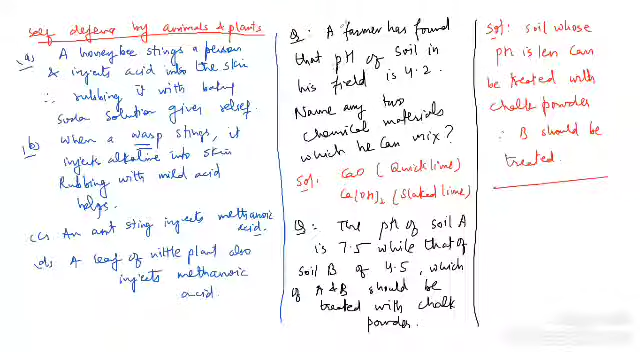 Self defence by animals & plants
(a) A honeybee stings a person
& injects acid into the skin
∴ rubbing it with baking
soda solution gives relief.
(b) When a wasp stings, it
injects alkaline into skin
Rubbing with mild acid
helps.
(c) An ant sting injects methanoic
acid.
(d) A leaf of nittle plant also
injects methanoic
acid.
Q: A farmer has found
that pH of soil in
his field is 4.2.
Name any two
chemical materials
which he can mix?
Sol: CaO (Quicklime)
Ca(OH)2 (Slaked lime)
Q: The pH of soil A
is 7.5 while that of
soil B of 4.5, which
of A & B should be
treated with chalk
powder.
Sol: Soil whose
pH is less can
be treated with
chalk powder
∴ B should be
treated.